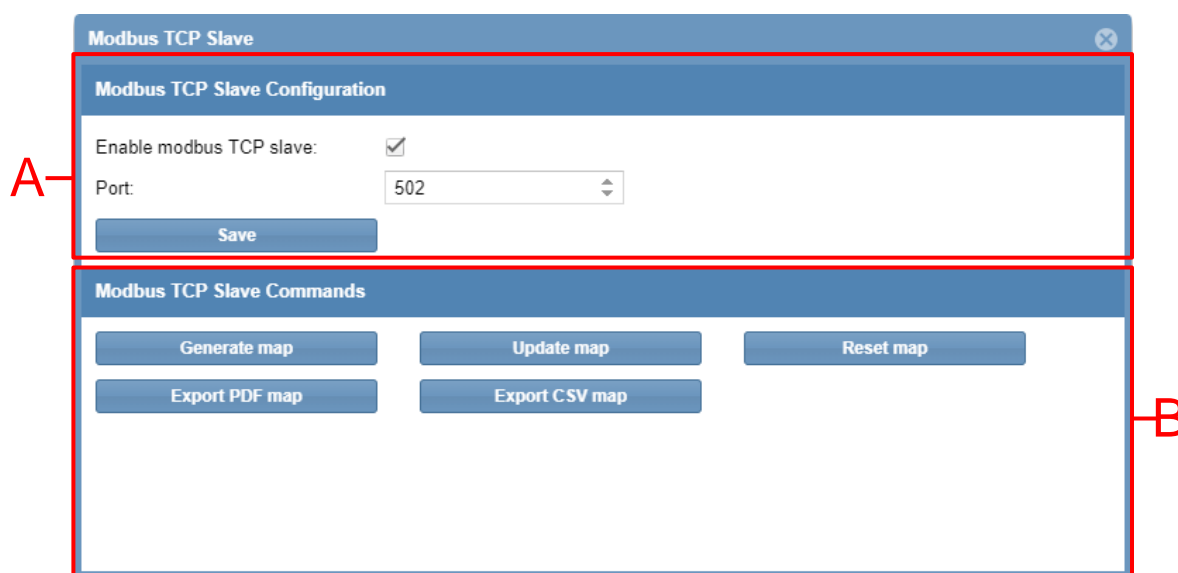 Modbus TCP Slave
Modbus TCP Slave Configuration
Enable modbus TCP slave:
A
Port: 502
Save
Modbus TCP Slave Commands
Generate map Update map Reset map
Export PDF map Export CSV map
B